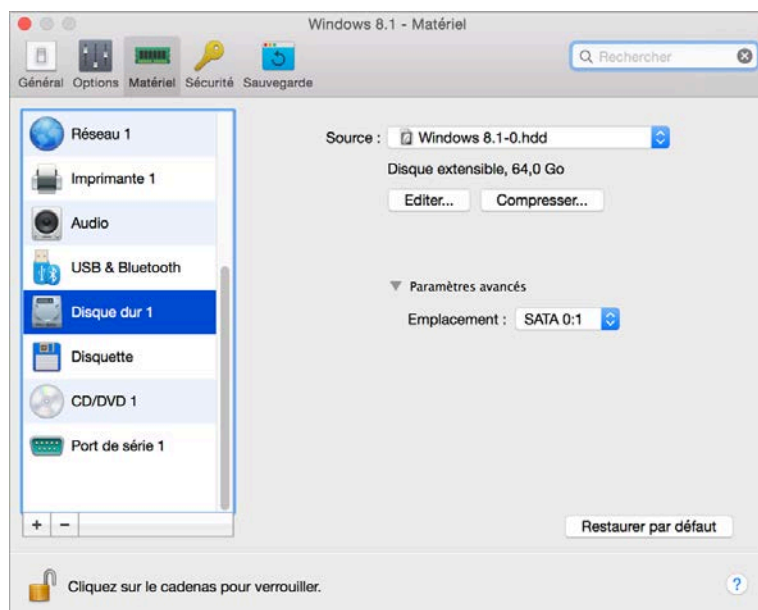 Windows 8.1 - Matériel
Général Options Matériel Sécurité Sauvegarde
Rechercher
Réseau 1
Imprimante 1
Audio
USB & Bluetooth
Disque dur 1
Disquette
CD/DVD 1
Port de série 1
Source : Windows 8.1-0.hdd
Disque extensible, 64,0 Go
Editer... Compresser...
Paramètres avancés
Emplacement : SATA 0:1
+ −
Restaurer par défaut
Cliquez sur le cadenas pour verrouiller.
?